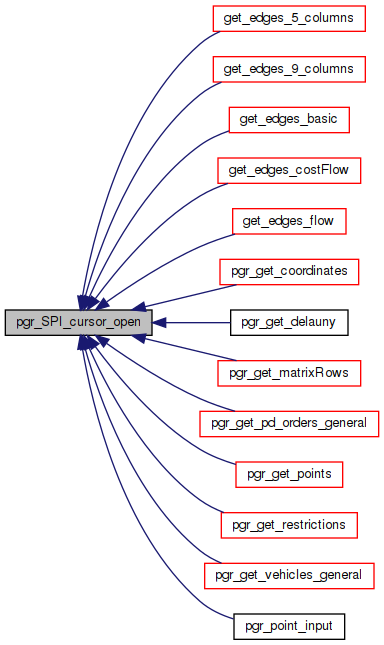 get_edges_5_columns
get_edges_9_columns
get_edges_basic
get_edges_costFlow
get_edges_flow
pgr_get_coordinates
pgr_SPI_cursor_open
pgr_get_delauny
pgr_get_matrixRows
pgr_get_pd_orders_general
pgr_get_points
pgr_get_restrictions
pgr_get_vehicles_general
pgr_point_input